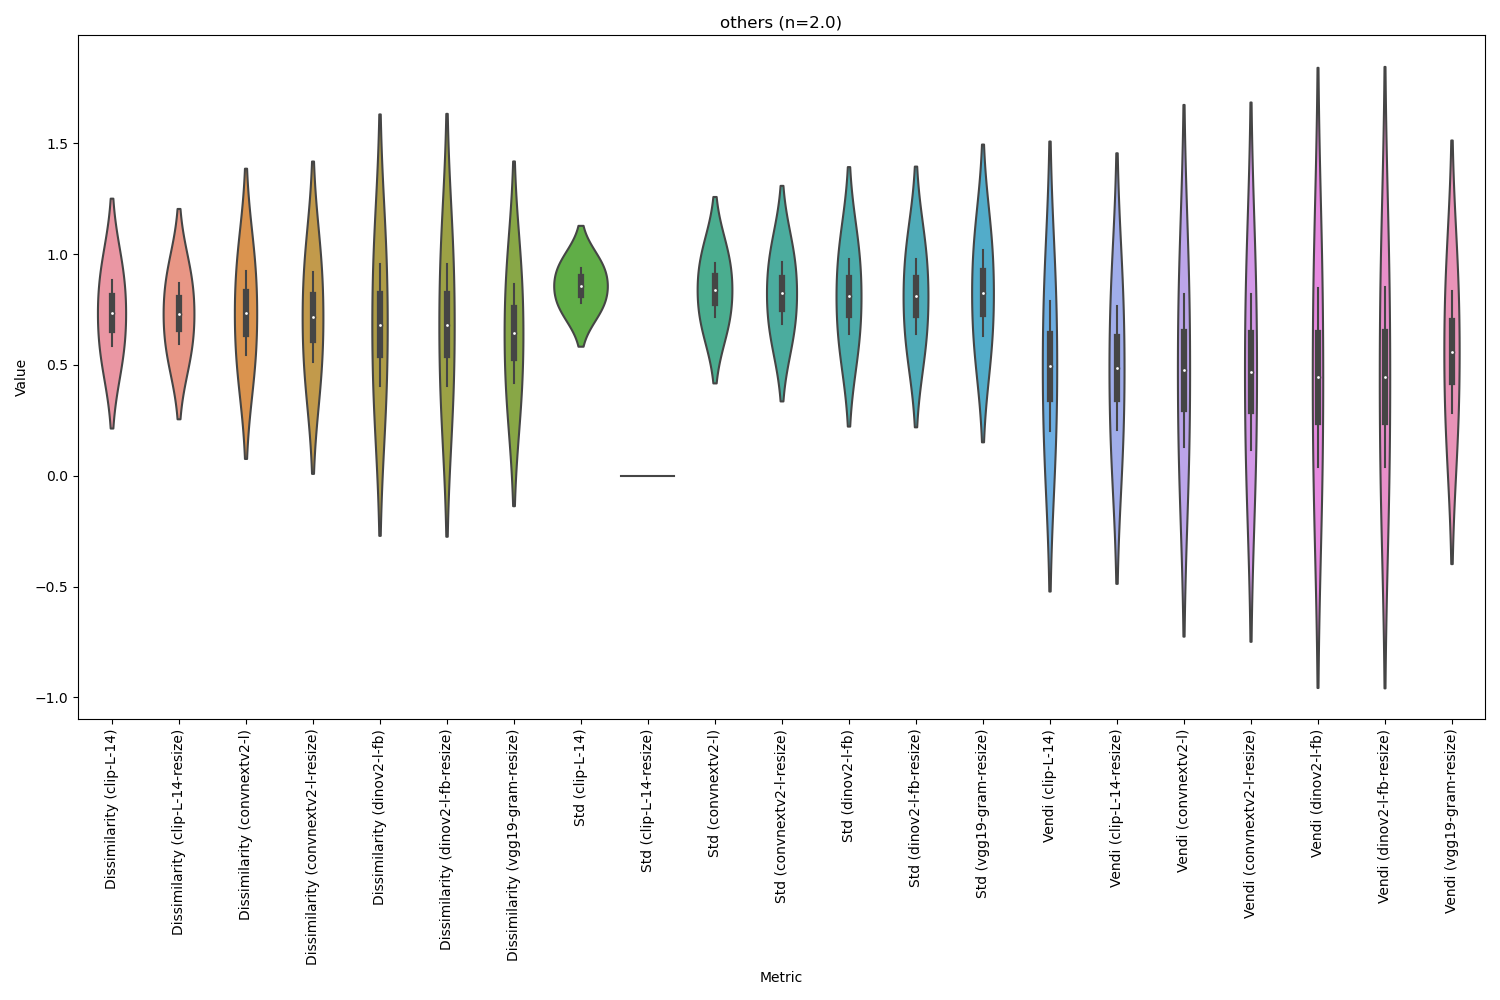 others (n=2.0)
Value
1.5
1.0
0.5
0.0
−0.5
−1.0
Dissimilarity (clip-L-14)
Dissimilarity (clip-L-14-resize)
Dissimilarity (convnextv2-l)
Dissimilarity (convnextv2-l-resize)
Dissimilarity (dinov2-l-fb)
Dissimilarity (dinov2-l-fb-resize)
Dissimilarity (vgg19-gram-resize)
Std (clip-L-14)
Std (clip-L-14-resize)
Std (convnextv2-l)
Std (convnextv2-l-resize)
Std (dinov2-l-fb)
Std (dinov2-l-fb-resize)
Std (vgg19-gram-resize)
Vendi (clip-L-14)
Vendi (clip-L-14-resize)
Vendi (convnextv2-l)
Vendi (convnextv2-l-resize)
Vendi (dinov2-l-fb)
Vendi (dinov2-l-fb-resize)
Vendi (vgg19-gram-resize)
Metric